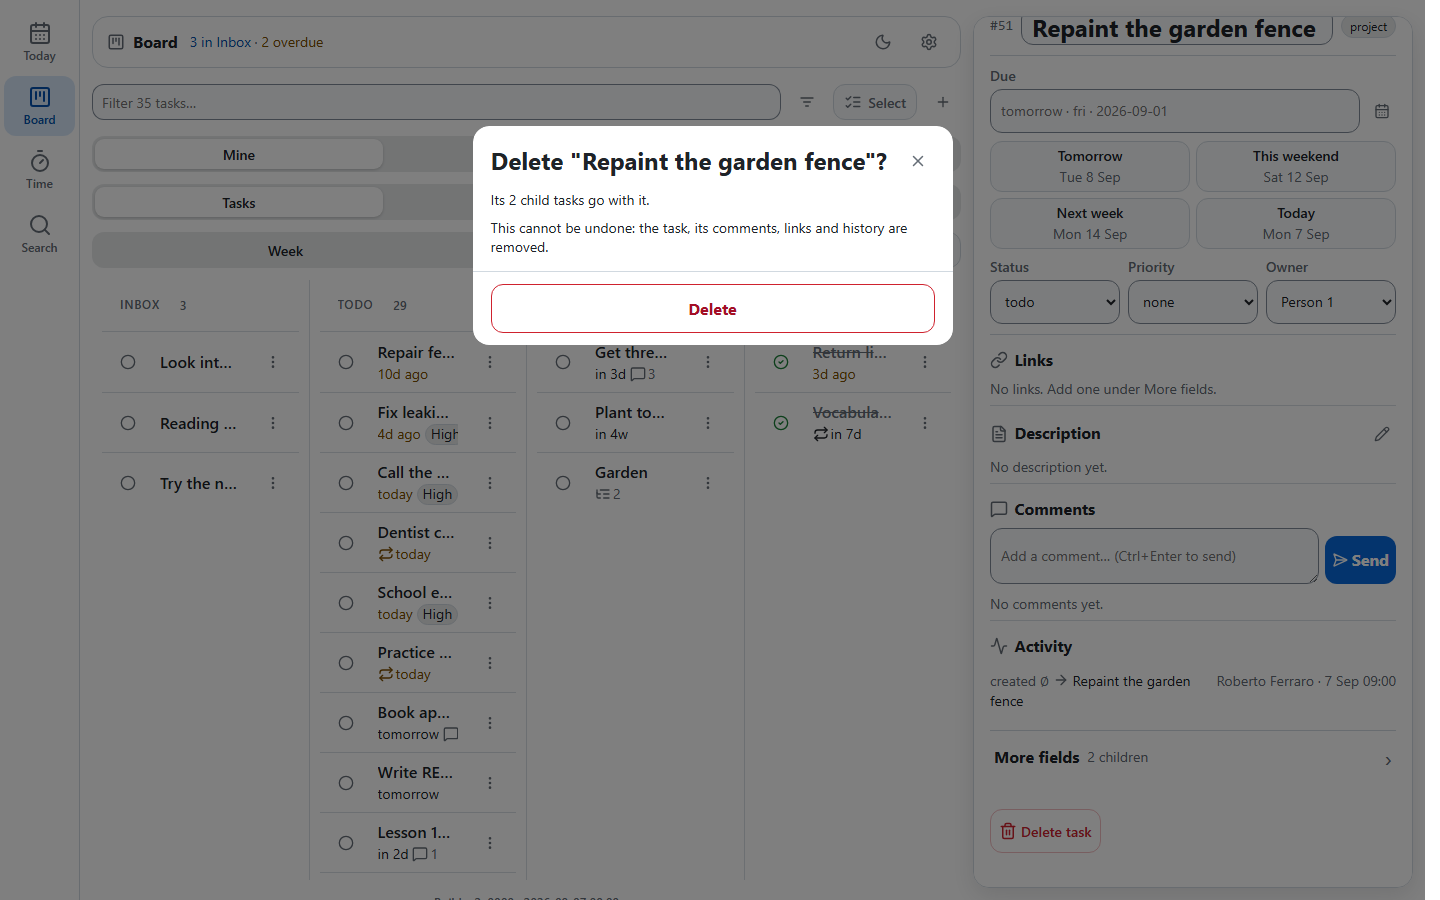 Today
Board
Time
Search
Board 3 in Inbox · 2 overdue
Filter 35 tasks...
Select
Mine
Tasks
Week
INBOX 3
Look int...
Reading ...
Try the n...
TODO 29
Repair fe...
10d ago
Fix leaki...
4d ago High
Call the ...
today High
Dentist c...
today
School e...
today High
Practice ...
today
Book ap...
tomorrow
Write RE...
tomorrow
Lesson 1...
in 2d 1
Get thre...
in 3d 3
Plant to...
in 4w
Garden
2
Return li...
3d ago
Vocabula...
in 7d
Delete "Repaint the garden fence"?
Its 2 child tasks go with it.
This cannot be undone: the task, its comments, links and history are
removed.
Delete
#51 Repaint the garden fence project
Due
tomorrow · fri · 2026-09-01
Tomorrow
Tue 8 Sep
This weekend
Sat 12 Sep
Next week
Mon 14 Sep
Today
Mon 7 Sep
Status Priority Owner
todo none Person 1
Links
No links. Add one under More fields.
Description
No description yet.
Comments
Add a comment... (Ctrl+Enter to send)
Send
No comments yet.
Activity
created Ø → Repaint the garden Roberto Ferraro · 7 Sep 09:00
fence
More fields 2 children
Delete task